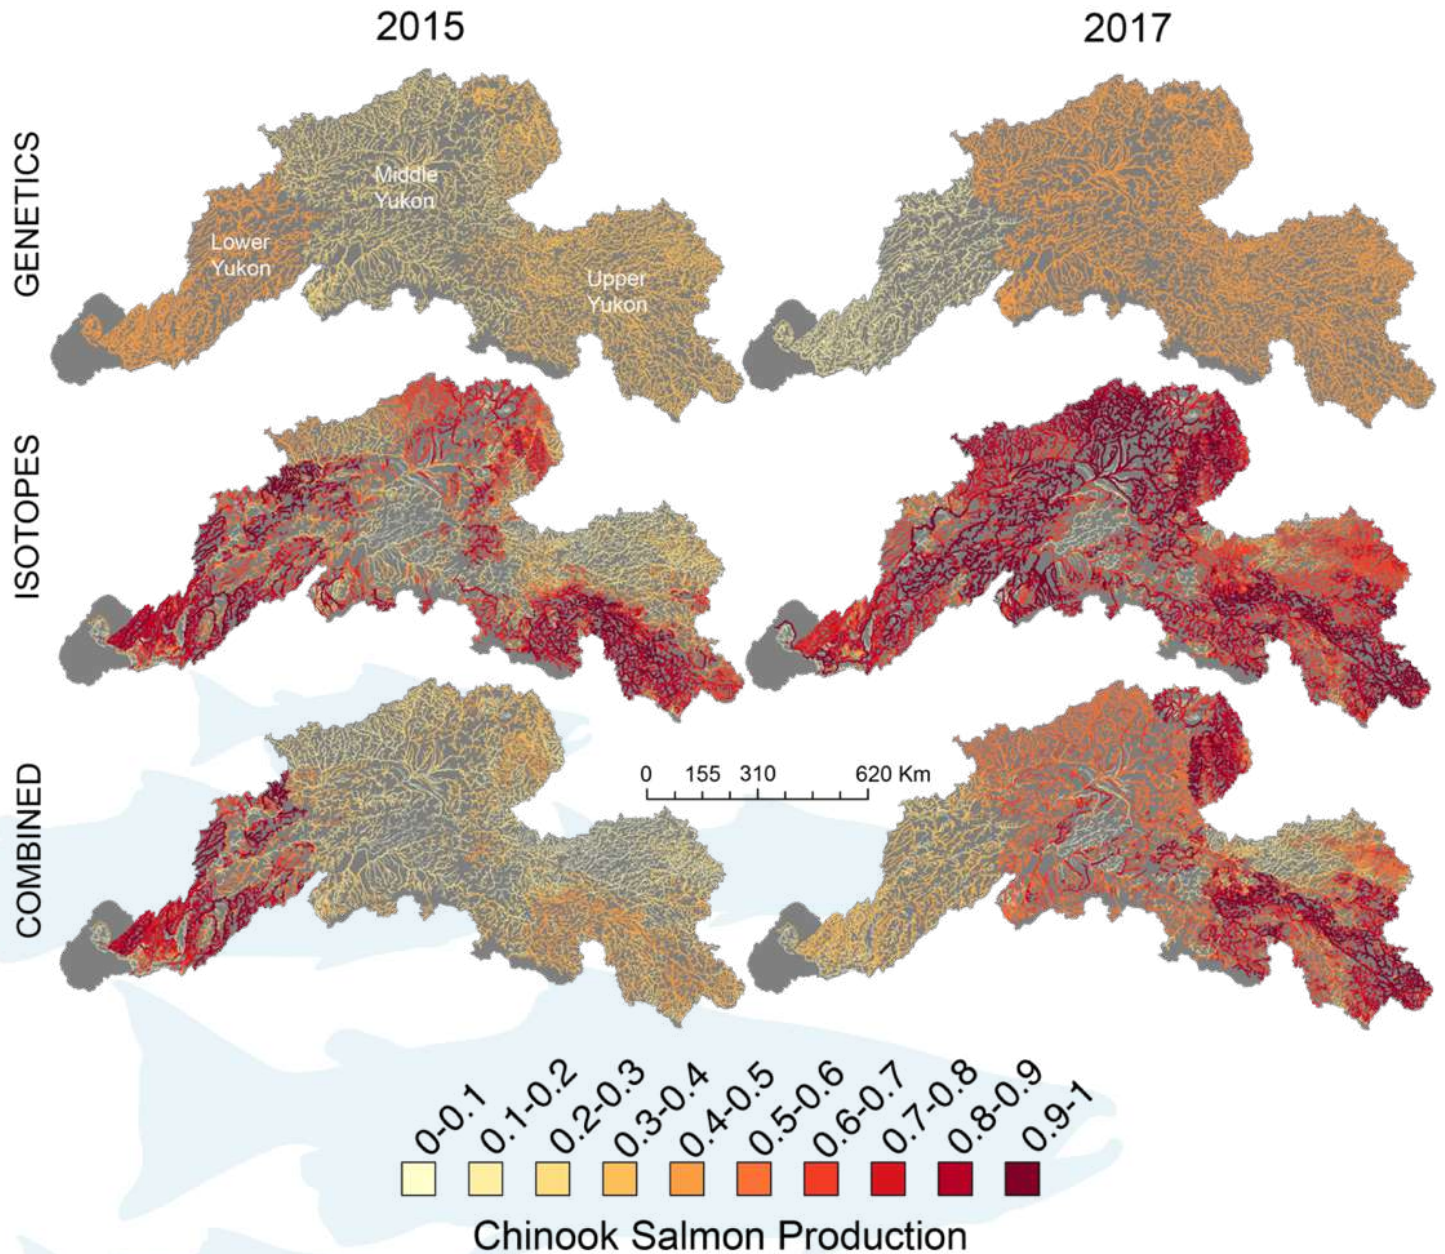 2015
2017
GENETICS
Middle
Yukon
Lower
Yukon
Upper
Yukon
ISOTOPES
COMBINED
0 155 310 620 Km
0-0.1 0.1-0.2 0.2-0.3 0.3-0.4 0.4-0.5 0.5-0.6 0.6-0.7 0.7-0.8 0.8-0.9 0.9-1
Chinook Salmon Production